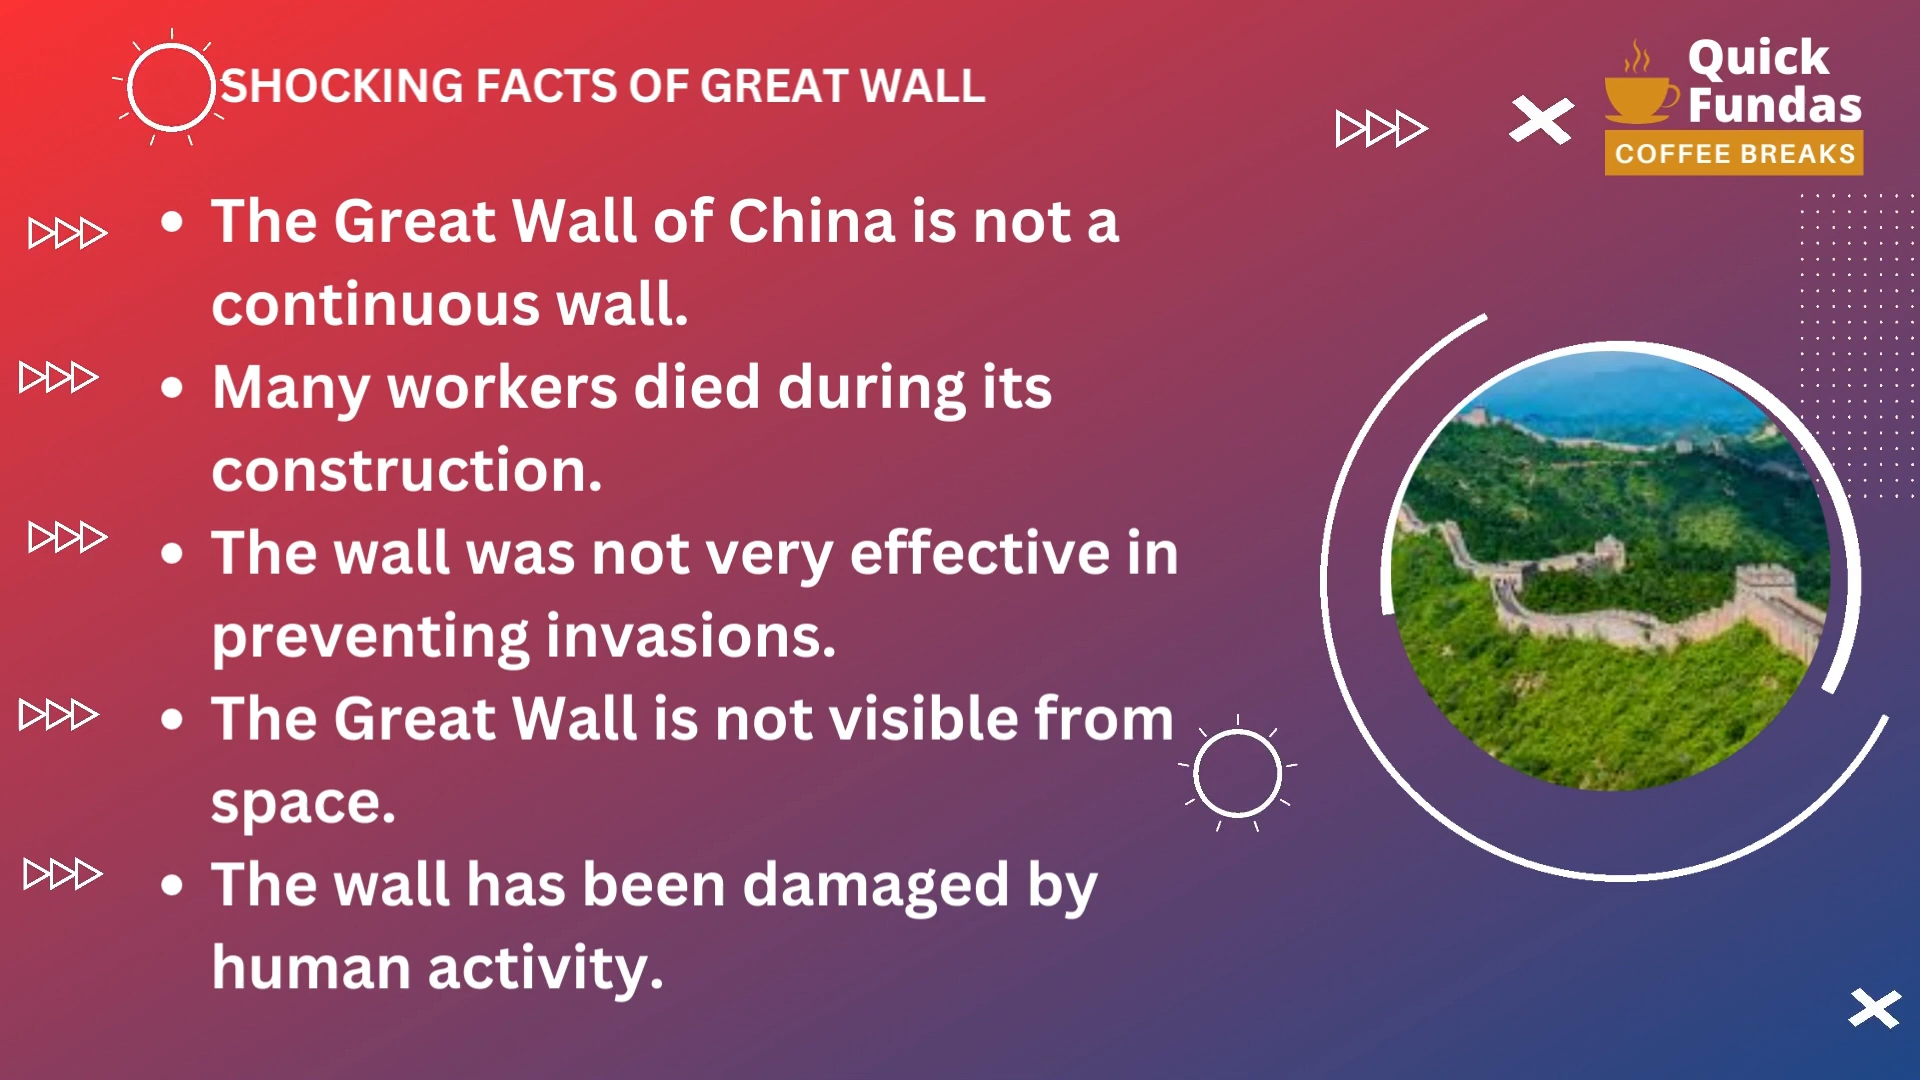 SHOCKING FACTS OF GREAT WALL
Quick
Fundas
COFFEE BREAKS
• The Great Wall of China is not a
continuous wall.
• Many workers died during its
construction.
• The wall was not very effective in
preventing invasions.
• The Great Wall is not visible from
space.
• The wall has been damaged by
human activity.